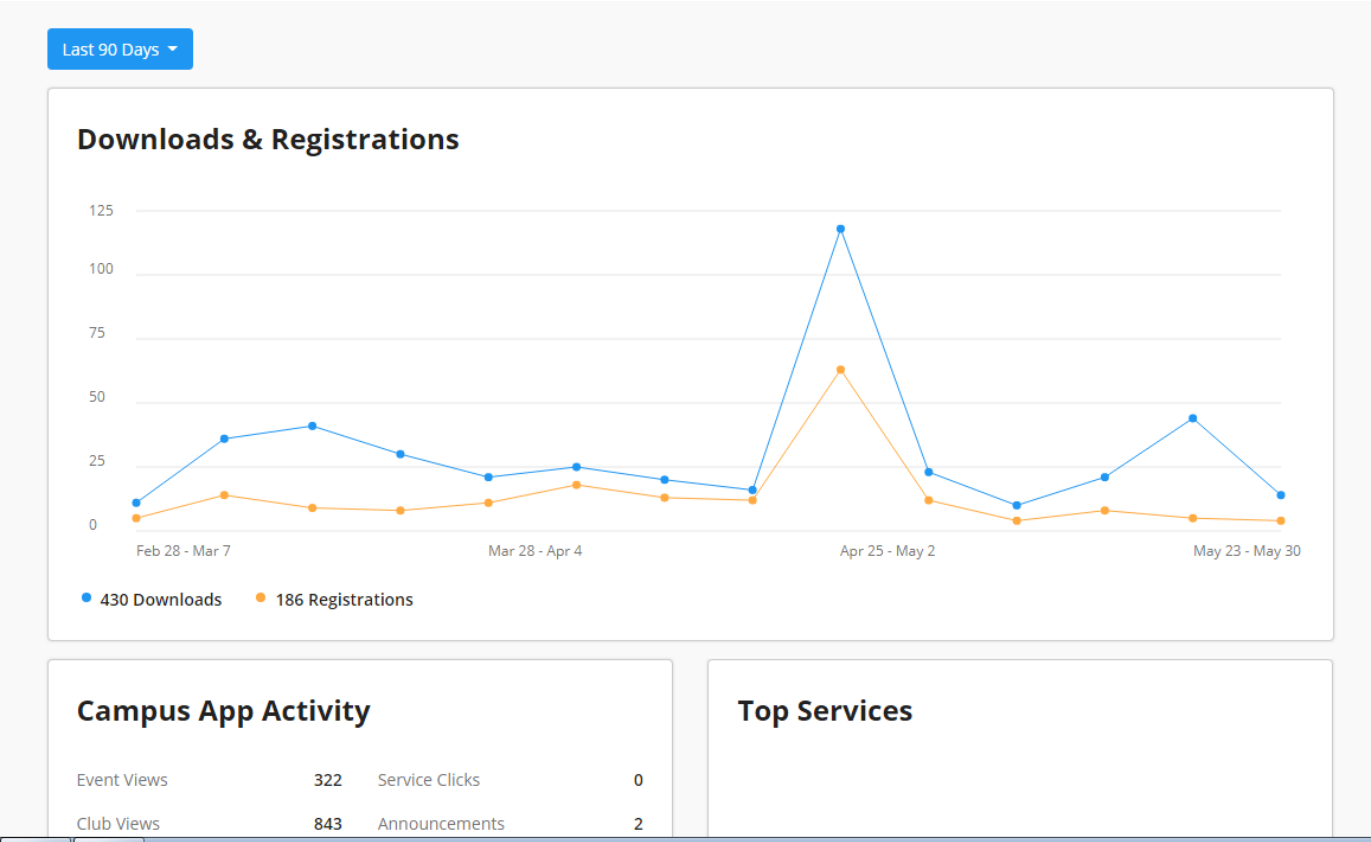 Last 90 Days
Downloads & Registrations
125
100
75
50
25
0
Feb 28 - Mar 7 Mar 28 - Apr 4 Apr 25 - May 2 May 23 - May 30
430 Downloads 186 Registrations
Campus App Activity
Event Views 322 Service Clicks 0
Club Views 843 Announcements 2
Top Services